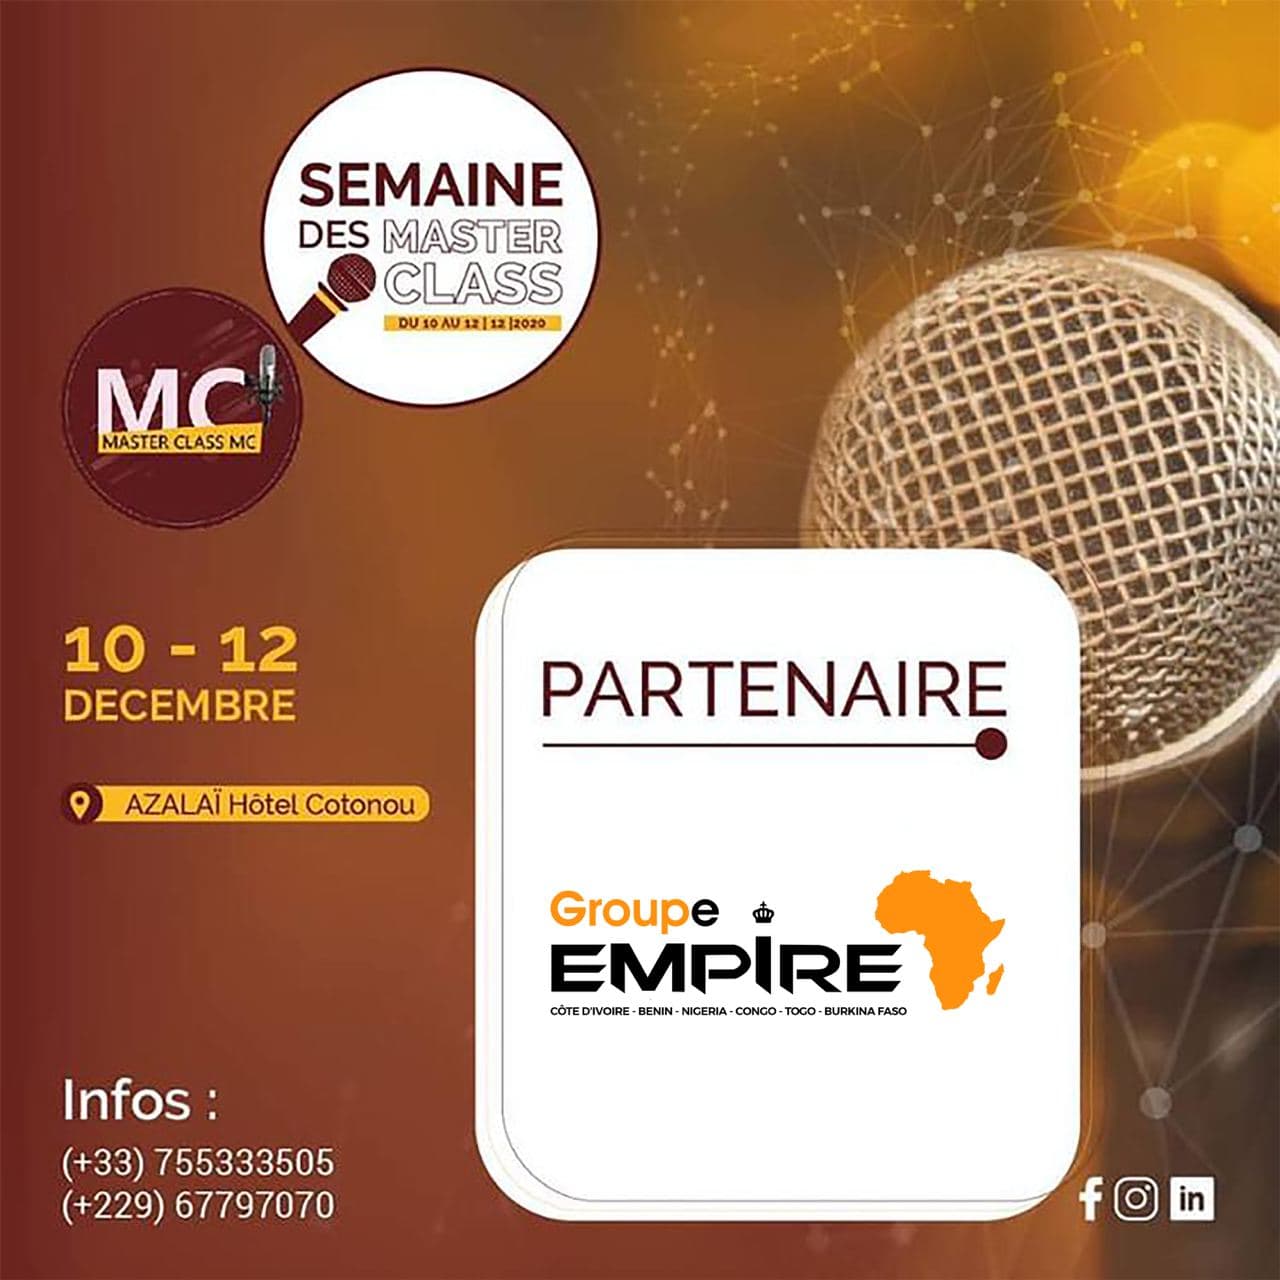 SEMAINE
DES MASTER
CLASS
DU 10 AU 12 | 12 |2020
MC
MASTER CLASS MC
10 - 12
DECEMBRE
AZALAÏ Hôtel Cotonou
PARTENAIRE
Groupe
EMPIRE
CÔTE D'IVOIRE - BENIN - NIGERIA - CONGO - TOGO - BURKINA FASO
Infos :
(+33) 755333505
(+229) 67797070
f
in